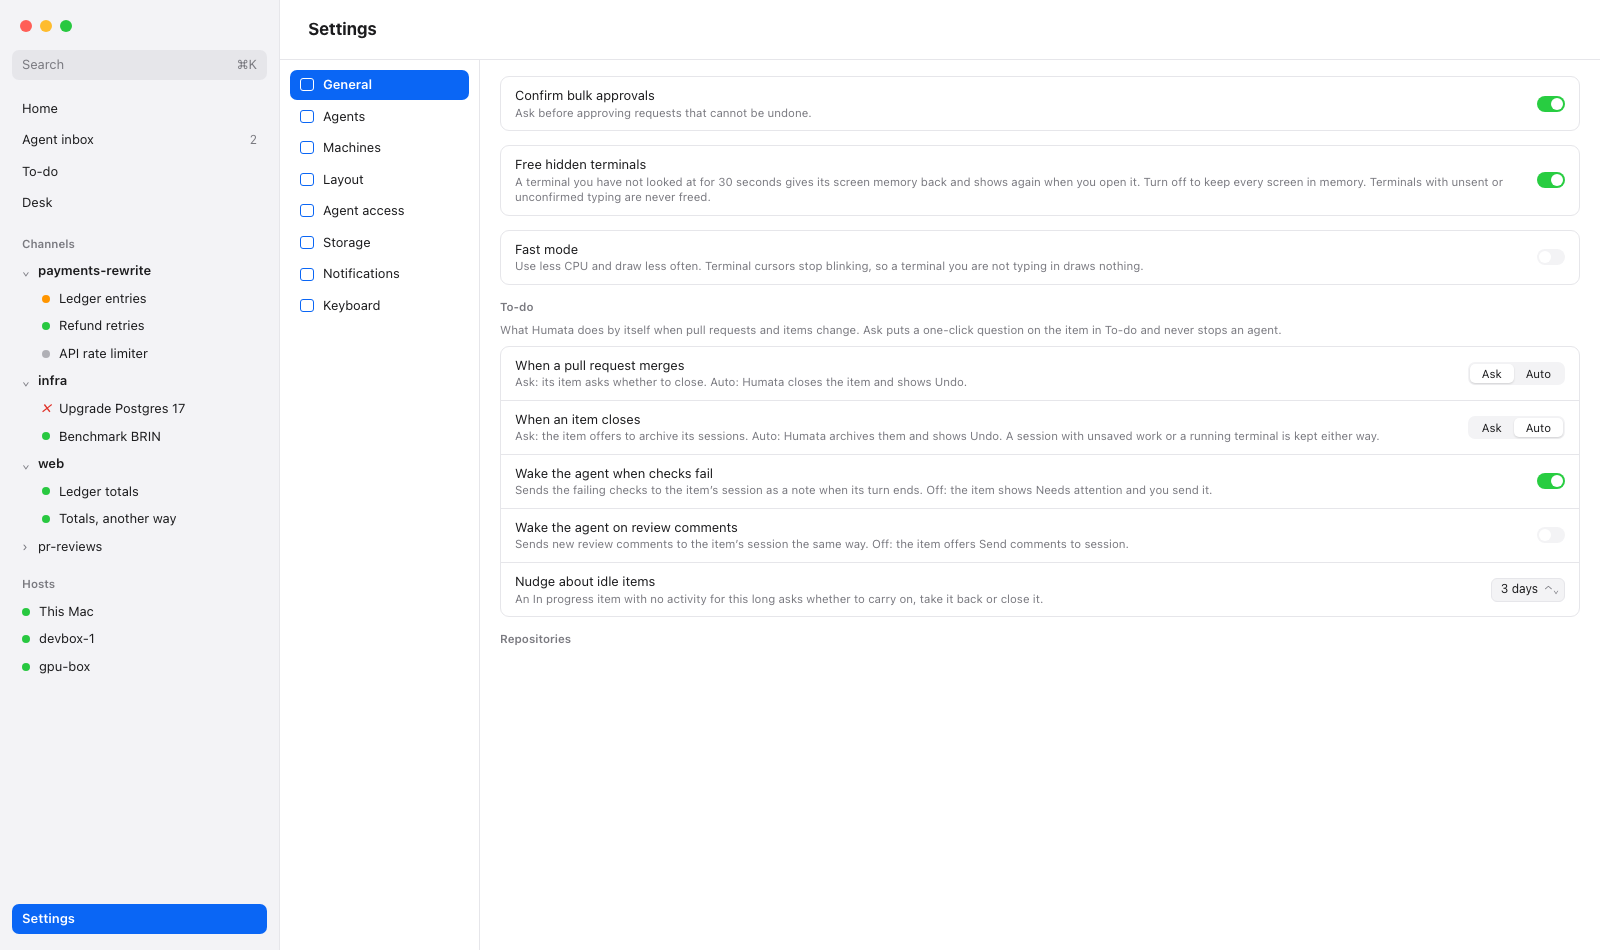 Search ⌘K
Home
Agent inbox 2
To-do
Desk
Channels
payments-rewrite
Ledger entries
Refund retries
API rate limiter
infra
Upgrade Postgres 17
Benchmark BRIN
web
Ledger totals
Totals, another way
pr-reviews
Hosts
This Mac
devbox-1
gpu-box
Settings
Settings
General
Agents
Machines
Layout
Agent access
Storage
Notifications
Keyboard
Confirm bulk approvals
Ask before approving requests that cannot be undone.
Free hidden terminals
A terminal you have not looked at for 30 seconds gives its screen memory back and shows again when you open it. Turn off to keep every screen in memory. Terminals with unsent or
unconfirmed typing are never freed.
Fast mode
Use less CPU and draw less often. Terminal cursors stop blinking, so a terminal you are not typing in draws nothing.
To-do
What Humata does by itself when pull requests and items change. Ask puts a one-click question on the item in To-do and never stops an agent.
When a pull request merges
Ask: its item asks whether to close. Auto: Humata closes the item and shows Undo.
Ask Auto
When an item closes
Ask: the item offers to archive its sessions. Auto: Humata archives them and shows Undo. A session with unsaved work or a running terminal is kept either way.
Ask Auto
Wake the agent when checks fail
Sends the failing checks to the item's session as a note when its turn ends. Off: the item shows Needs attention and you send it.
Wake the agent on review comments
Sends new review comments to the item's session the same way. Off: the item offers Send comments to session.
Nudge about idle items
An In progress item with no activity for this long asks whether to carry on, take it back or close it.
3 days
Repositories